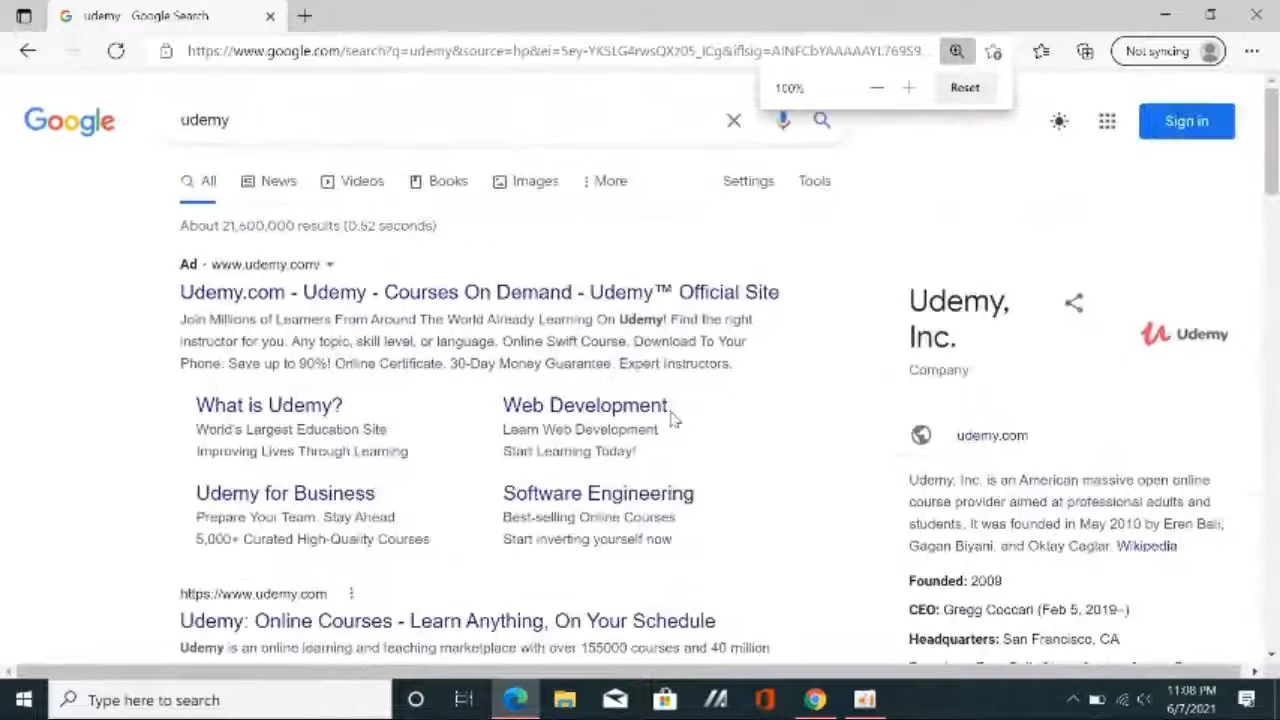 udemy - Google Search
https://www.google.com/search?q=udemy&source=hp&ei=5ey-YKSLG4rwsQXz05_ICg&iflsig=AINFCbYAAAAAYL769S9...
Not syncing
100%
Reset
Google
udemy
Sign in
All
News
Videos
Books
Images
More
Settings
Tools
About 21,600,000 results (0.52 seconds)
Ad · www.udemy.com/
Udemy.com - Udemy - Courses On Demand - Udemy™ Official Site
Join Millions of Learners From Around The World Already Learning On Udemy! Find the right
instructor for you. Any topic, skill level, or language. Online Swift Course. Download To Your
Phone. Save up to 90%! Online Certificate. 30-Day Money Guarantee. Expert Instructors.
What is Udemy?
World's Largest Education Site
Improving Lives Through Learning
Web Development
Learn Web Development
Start Learning Today!
Udemy for Business
Prepare Your Team. Stay Ahead
5,000+ Curated High-Quality Courses
Software Engineering
Best-selling Online Courses
Start inverting yourself now
https://www.udemy.com
Udemy: Online Courses - Learn Anything, On Your Schedule
Udemy is an online learning and teaching marketplace with over 155000 courses and 40 million
Udemy,
Inc.
Company
Udemy
udemy.com
Udemy, Inc. is an American massive open online
course provider aimed at professional adults and
students. It was founded in May 2010 by Eren Bali,
Gagan Biyani, and Oktay Caglar. Wikipedia
Founded: 2009
CEO: Gregg Coccari (Feb 5, 2019–)
Headquarters: San Francisco, CA
Type here to search
11:08 PM
6/7/2021